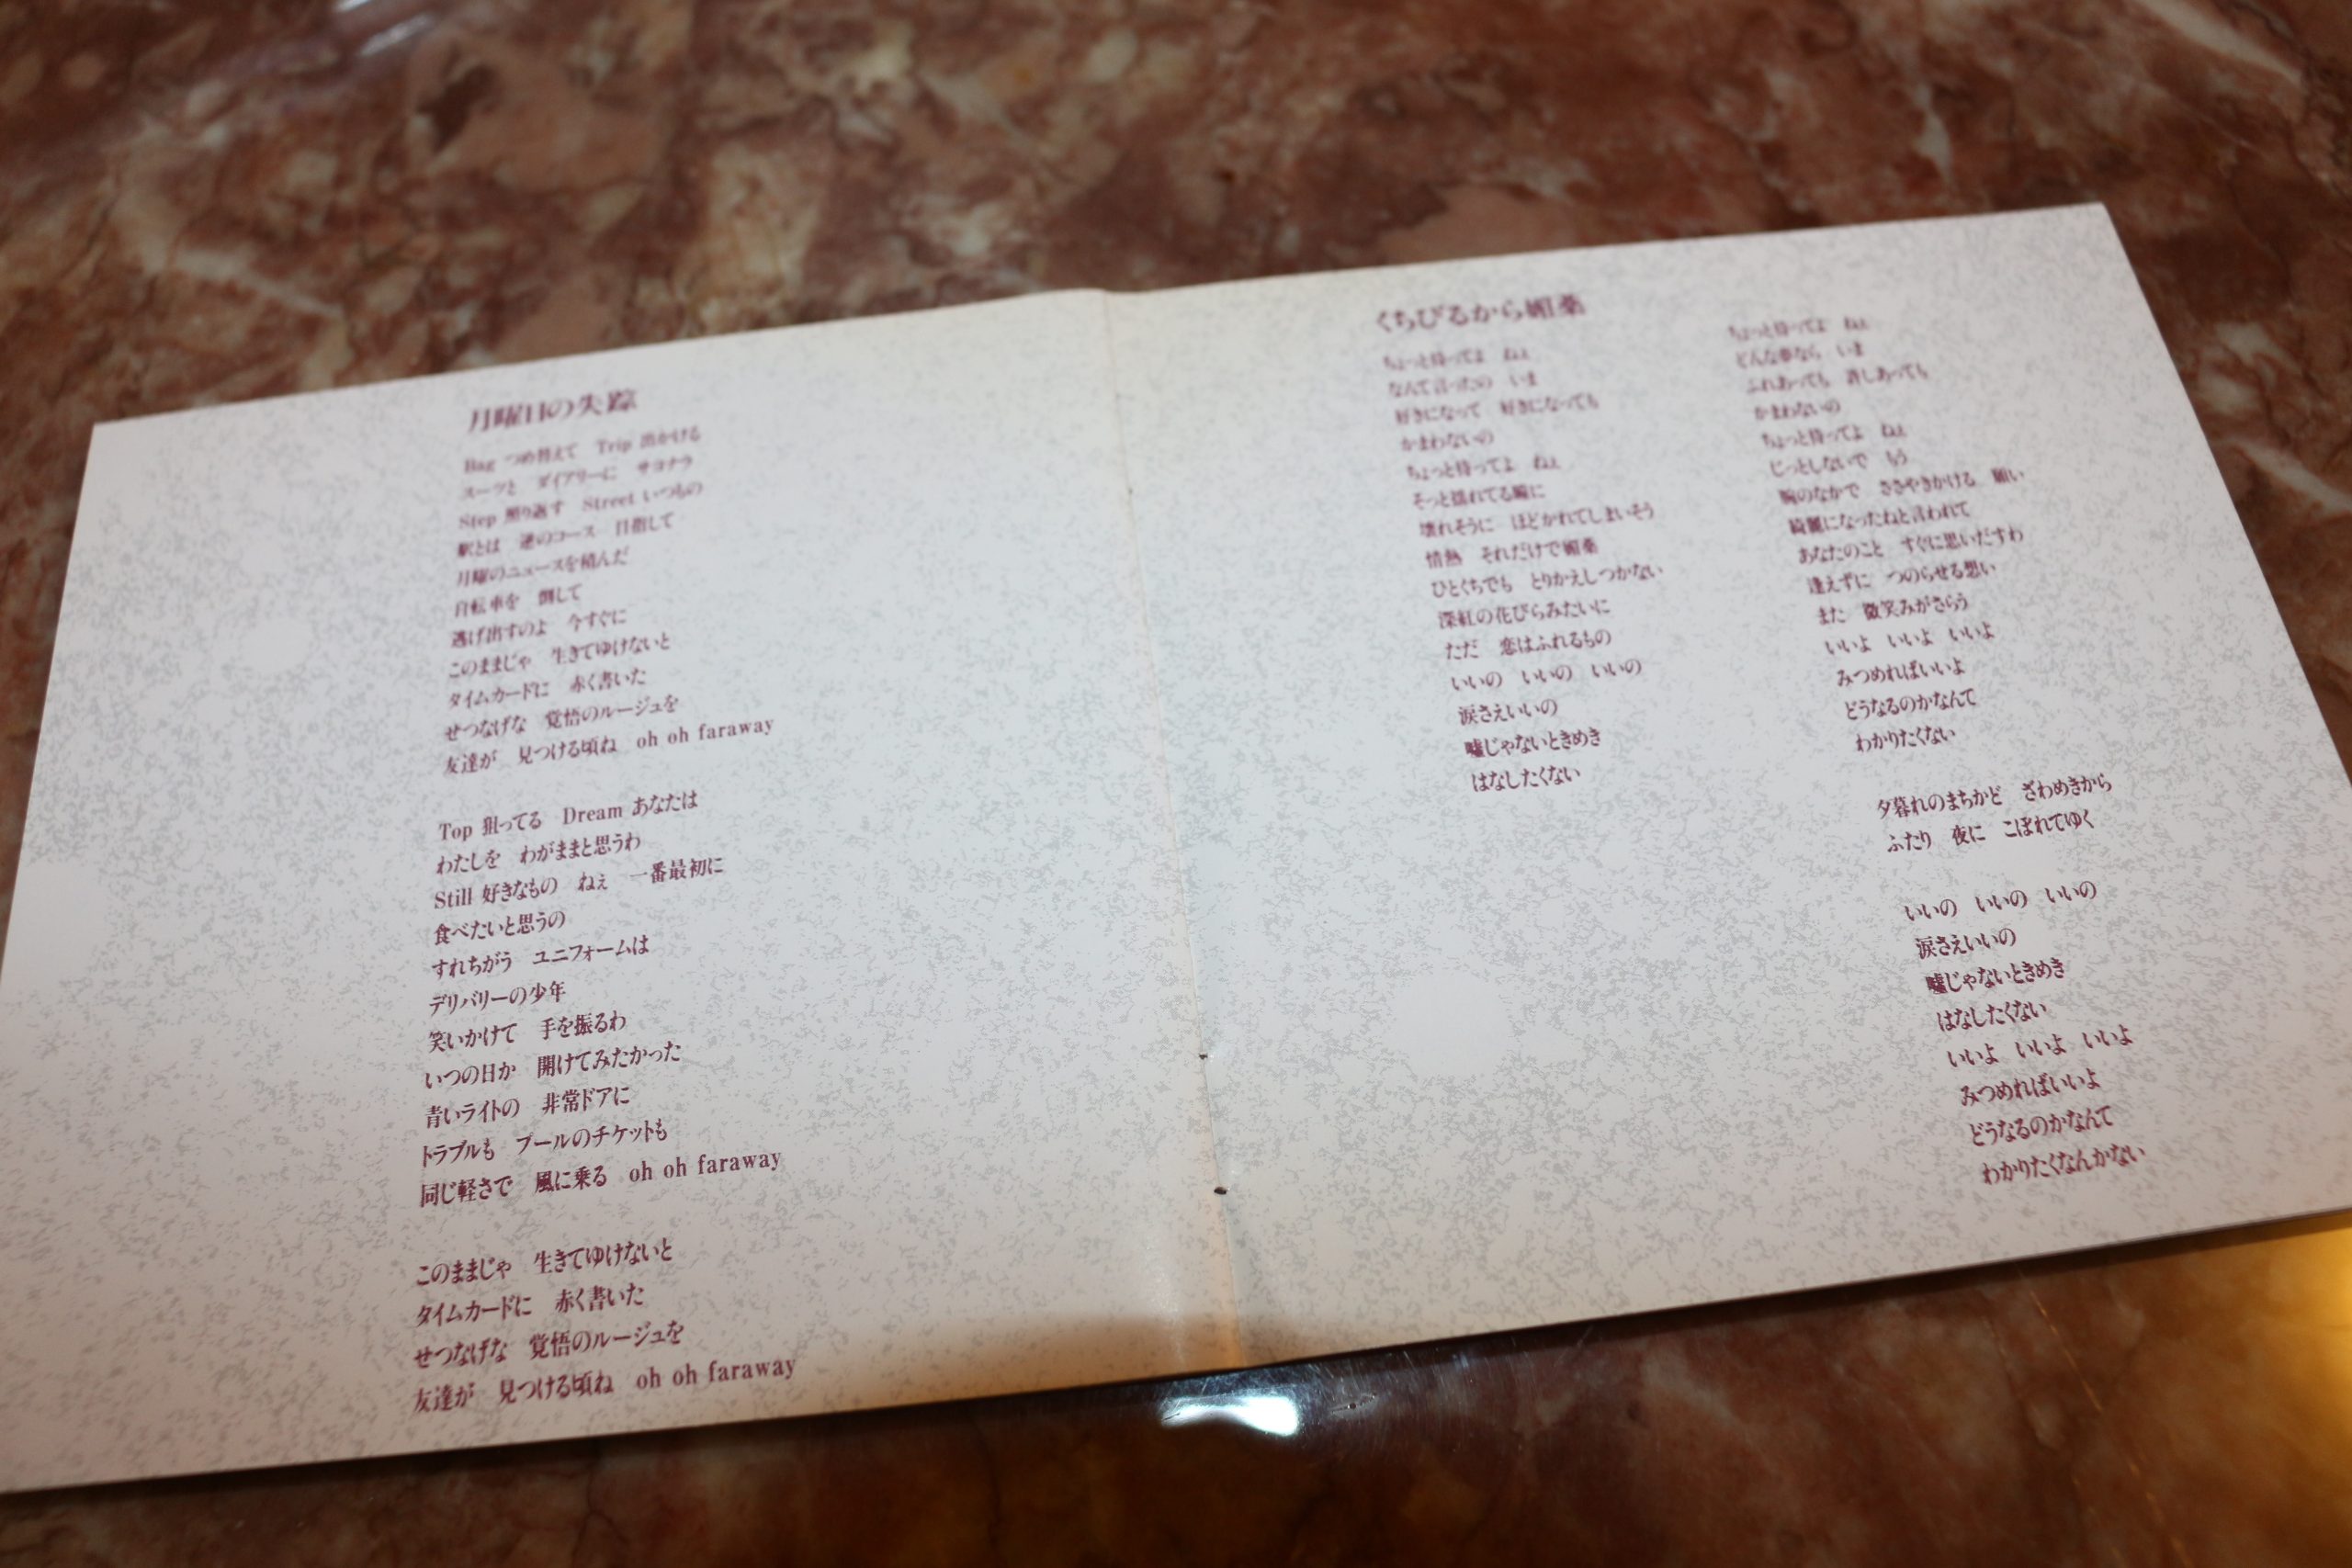 月曜日の失踪
Bag つめ替えて Trip 出かける
スーツと ダイアリーに サヨナラ
Step 照り返す Street いつもの
駅とは 逆のコース 目指して
月曜のニュースを積んだ
自転車を 倒して
逃げ出すのよ 今すぐに
このままじゃ 生きてゆけないと
タイムカードに 赤く書いた
せつなげな 覚悟のルージュを
友達が 見つける頃ね oh oh faraway
Top 狙ってる Dream あなたは
わたしを わがままと思うわ
Still 好きなもの ねぇ 一番最初に
食べたいと思うの
すれちがう ユニフォームは
デリバリーの少年
笑いかけて 手を振るわ
いつの日か 開けてみたかった
青いライトの 非常ドアに
トラブルも プールのチケットも
同じ軽さで 風に乗る oh oh faraway
このままじゃ 生きてゆけないと
タイムカードに 赤く書いた
せつなげな 覚悟のルージュを
友達が 見つける頃ね oh oh faraway
くちびるから媚薬
ちょっと待ってよ ねぇ
なんて言ったの いま
好きになって 好きになっても
かまわないの
ちょっと待ってよ ねぇ
そっと揺れてる瞳に
壊れそうに ほどかれてしまいそう
情熱 それだけで媚薬
ひとくちでも とりかえしつかない
深紅の花びらみたいに
ただ 恋はふれるもの
いいの いいの いいの
涙さえいいの
嘘じゃないときめき
はなしたくない
ちょっと待ってよ ねぇ
どんな夢なら いま
ふれあっても 許しあっても
かまわないの
ちょっと待ってよ ねぇ
じっとしないで もう
腕のなかで ささやきかける 願い
綺麗になったねと言われて
あなたのこと すぐに思いだすわ
逢えずに つのらせる想い
また 微笑みがさらう
いいよ いいよ いいよ
みつめればいいよ
どうなるのかなんて
わかりたくない
夕暮れのまちかど ざわめきから
ふたり 夜に こぼれてゆく
いいの いいの いいの
涙さえいいの
嘘じゃないときめき
はなしたくない
いいよ いいよ いいよ
みつめればいいよ
どうなるのかなんて
わかりたくなんかない